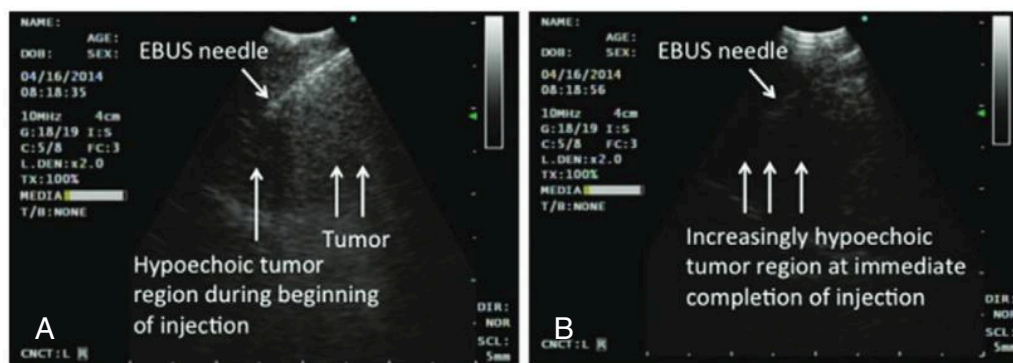 NAME:
AGE:
DOB: SEX:
04/16/2014
08:18:35
10MHz 4cm
G:18/19 I:S
C:5/8 FC:3
L.DEN:x2.0
TX:100%
MEDIA
T/B:NONE
EBUS needle
Tumor
Hypoechoic tumor
region during beginning
of injection
A
CNCT:L R
DIR:
NOR
SCL:
5mm
NAME:
AGE:
DOB: SEX:
04/16/2014
08:18:56
10MHz 4cm
G:18/19 I:S
C:5/8 FC:3
L.DEN:x2.0
TX:100%
MEDIA
T/B:NONE
EBUS needle
Increasingly hypoechoic
tumor region at immediate
completion of injection
B
CNCT:L R
DIR:
NOR
SCL:
5mm